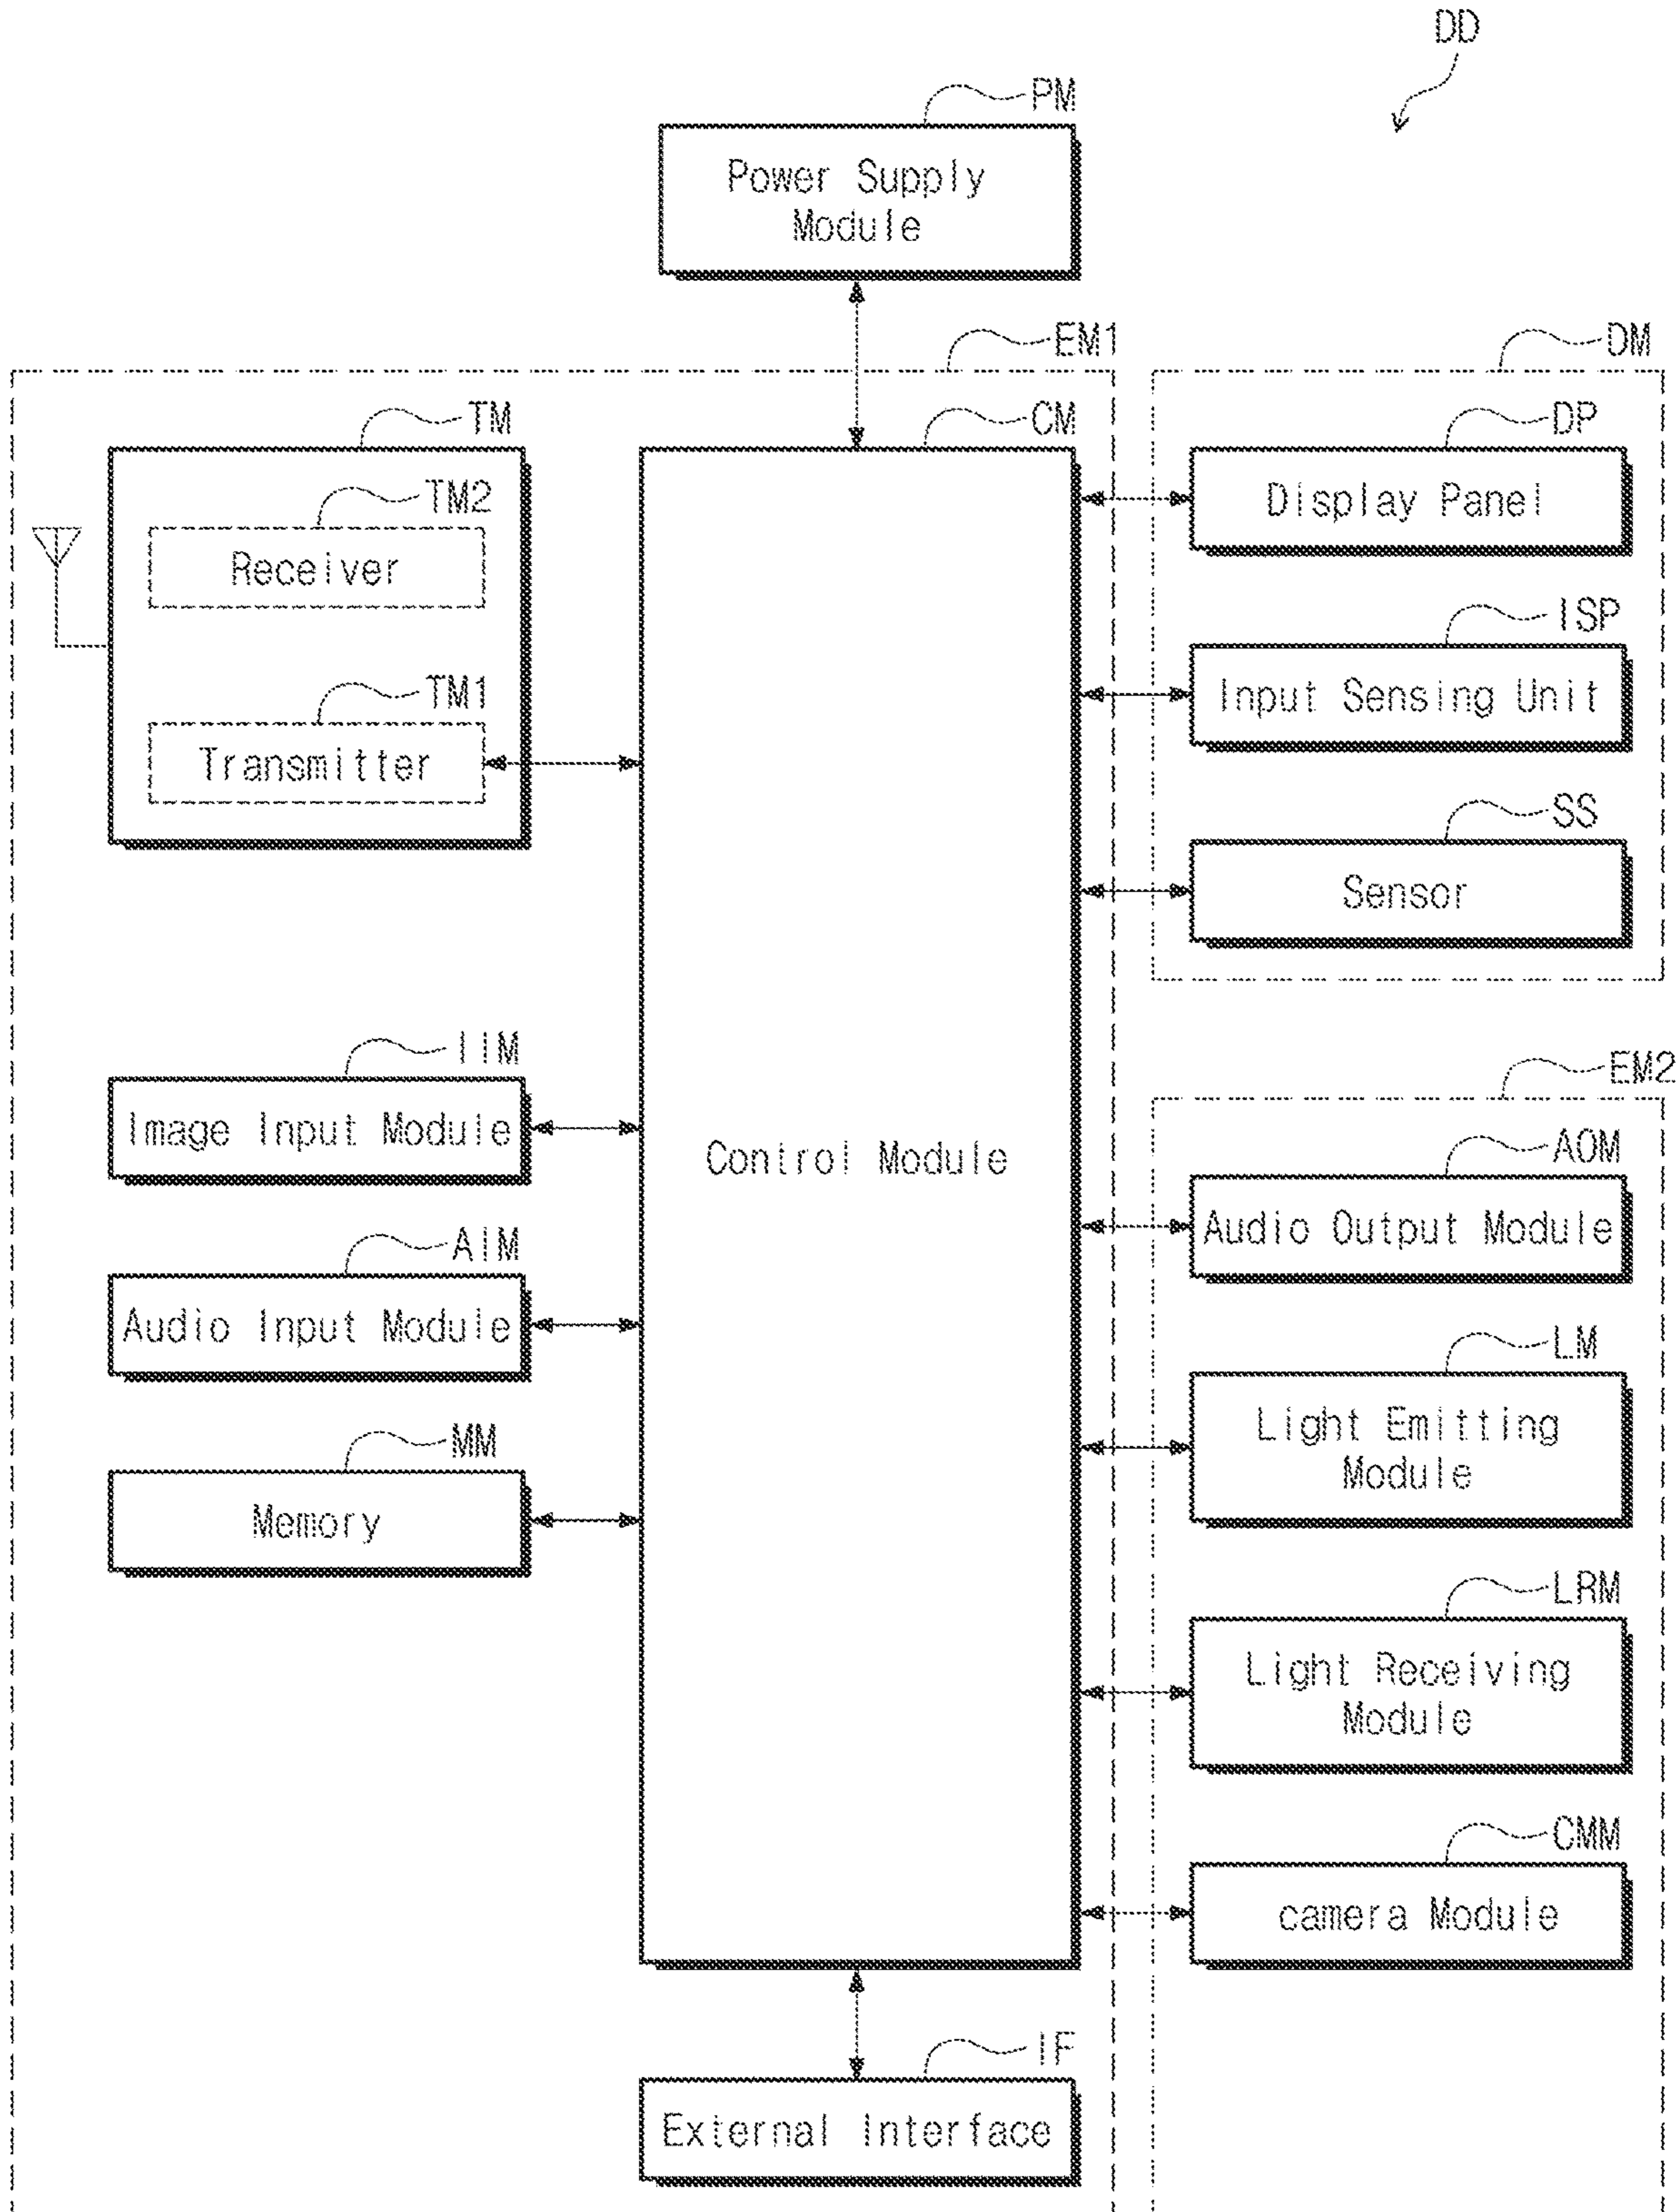 DD
PM
Power Supply
Module
EM1
DM
TM
CM
DP
TM2
Display Panel
Receiver
ISP
TM1
Input Sensing Unit
Transmitter
SS
Sensor
IIM
EM2
Image Input Module
Control Module
AOM
Audio Output Module
AIM
Audio Input Module
LM
Light Emitting
Module
MM
Memory
LRM
Light Receiving
Module
CMM
camera Module
IF
External Interface